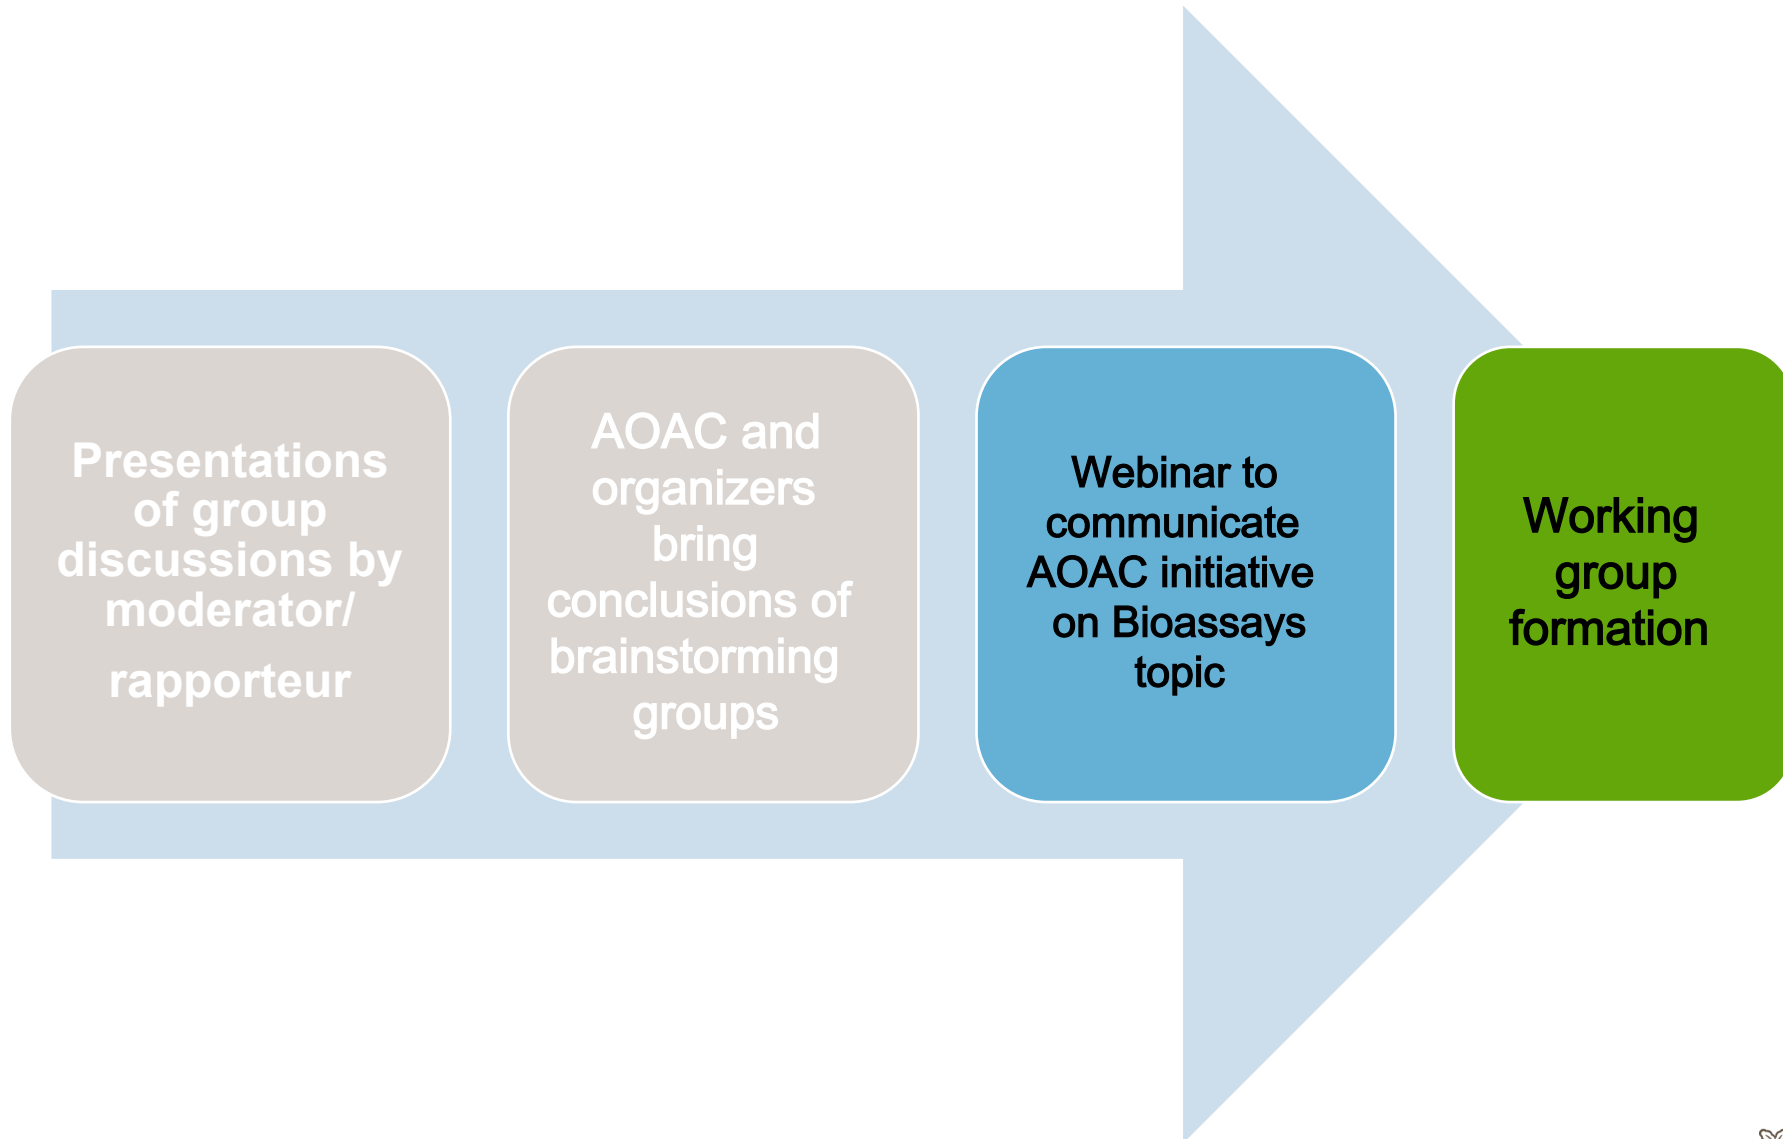 Presentations
of group
discussions by
moderator/
rapporteur
AOAC and
organizers
bring
conclusions of
brainstorming
groups
Webinar to
communicate
AOAC initiative
on Bioassays
topic
Working
group
formation